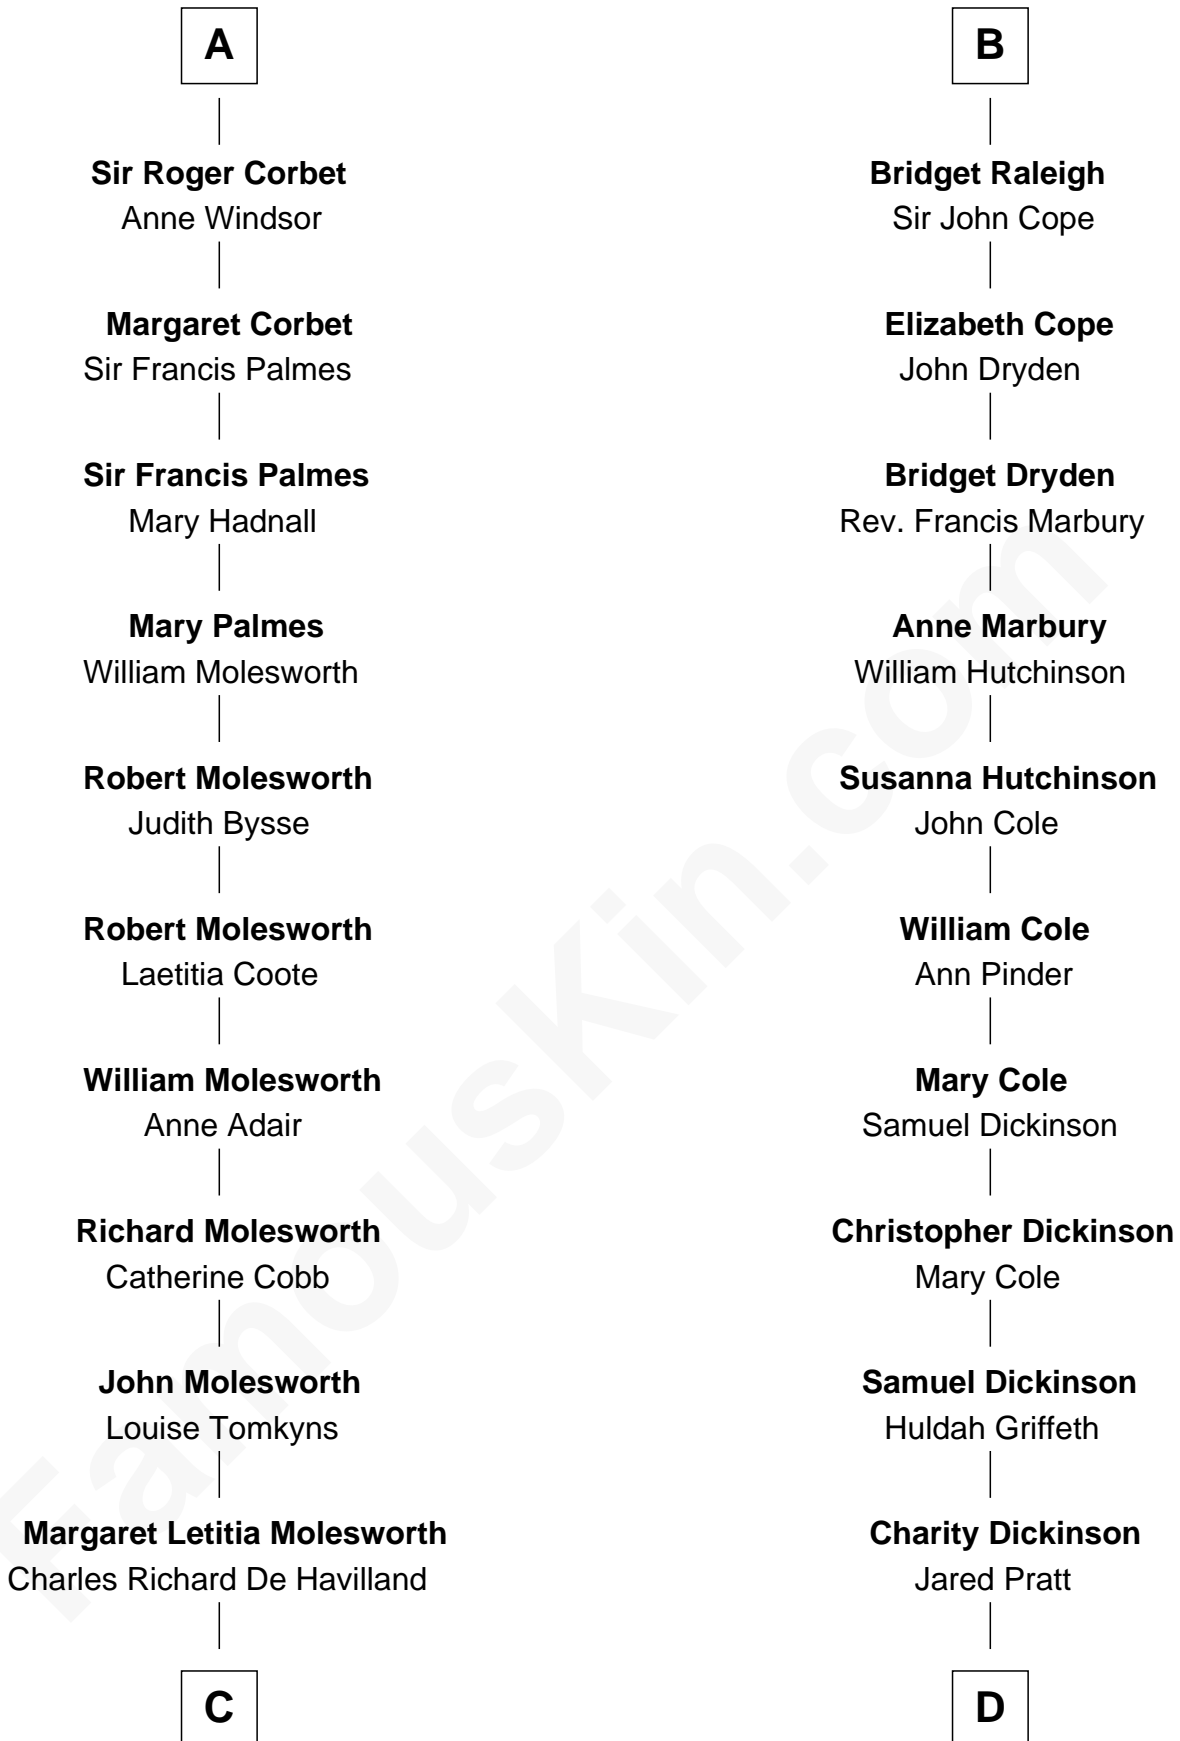 A
Sir Roger Corbet
Anne Windsor
Margaret Corbet
Sir Francis Palmes
Sir Francis Palmes
Mary Hadnall
Mary Palmes
William Molesworth
Robert Molesworth
Judith Bysse
Robert Molesworth
Laetitia Coote
William Molesworth
Anne Adair
Richard Molesworth
Catherine Cobb
John Molesworth
Louise Tomkyns
Margaret Letitia Molesworth
Charles Richard De Havilland
C
B
Bridget Raleigh
Sir John Cope
Elizabeth Cope
John Dryden
Bridget Dryden
Rev. Francis Marbury
Anne Marbury
William Hutchinson
Susanna Hutchinson
John Cole
William Cole
Ann Pinder
Mary Cole
Samuel Dickinson
Christopher Dickinson
Mary Cole
Samuel Dickinson
Huldah Griffeth
Charity Dickinson
Jared Pratt
D
FamousKin.com